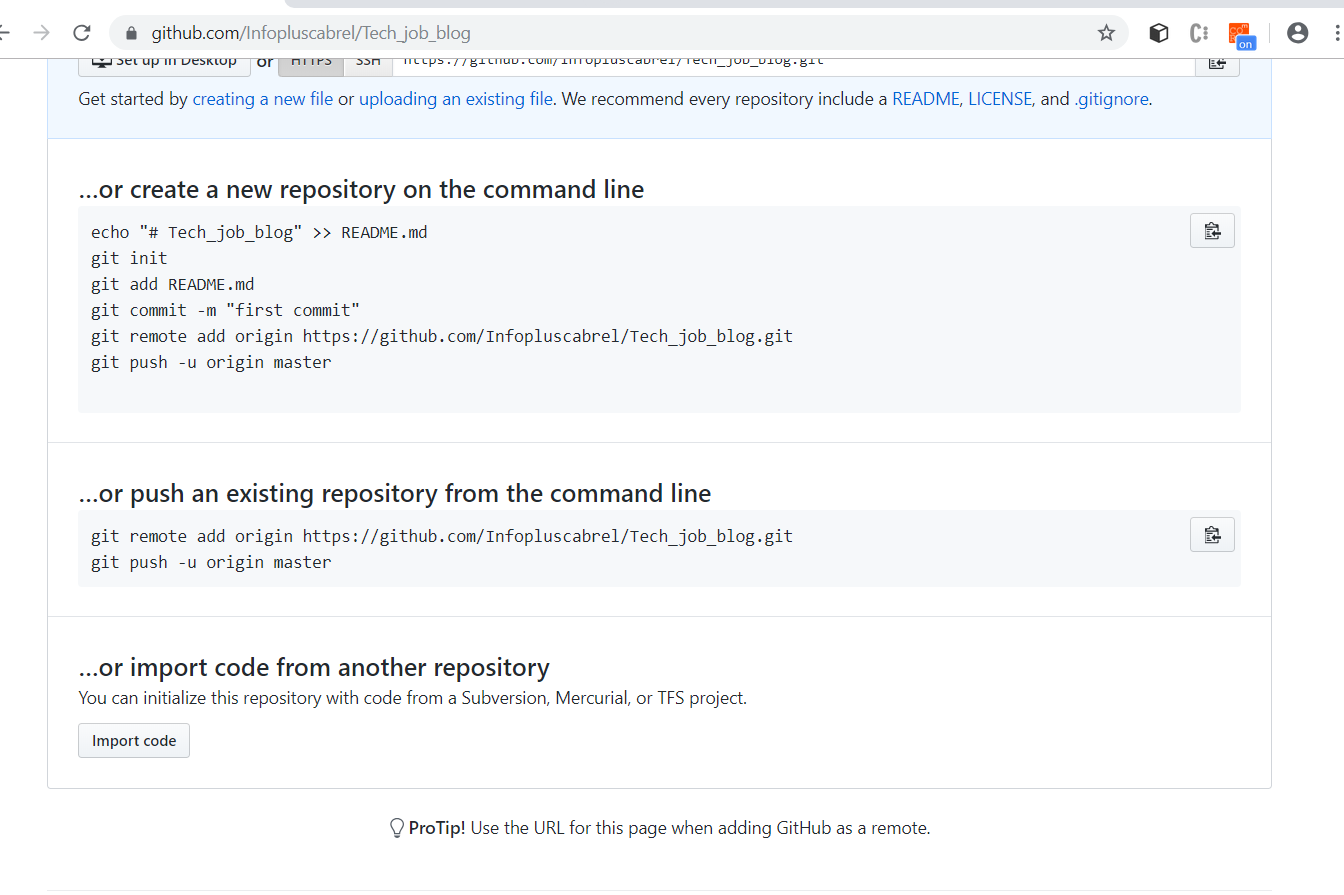 github.com/Infopluscabrel/Tech_job_blog
on
Set up in Desktop or HTTPS SSH https://github.com/Infopluscabrel/Tech_job_blog.git
Get started by creating a new file or uploading an existing file. We recommend every repository include a README, LICENSE, and .gitignore.
...or create a new repository on the command line
echo "# Tech_job_blog" >> README.md
git init
git add README.md
git commit -m "first commit"
git remote add origin https://github.com/Infopluscabrel/Tech_job_blog.git
git push -u origin master
...or push an existing repository from the command line
git remote add origin https://github.com/Infopluscabrel/Tech_job_blog.git
git push -u origin master
...or import code from another repository
You can initialize this repository with code from a Subversion, Mercurial, or TFS project.
Import code
ProTip! Use the URL for this page when adding GitHub as a remote.